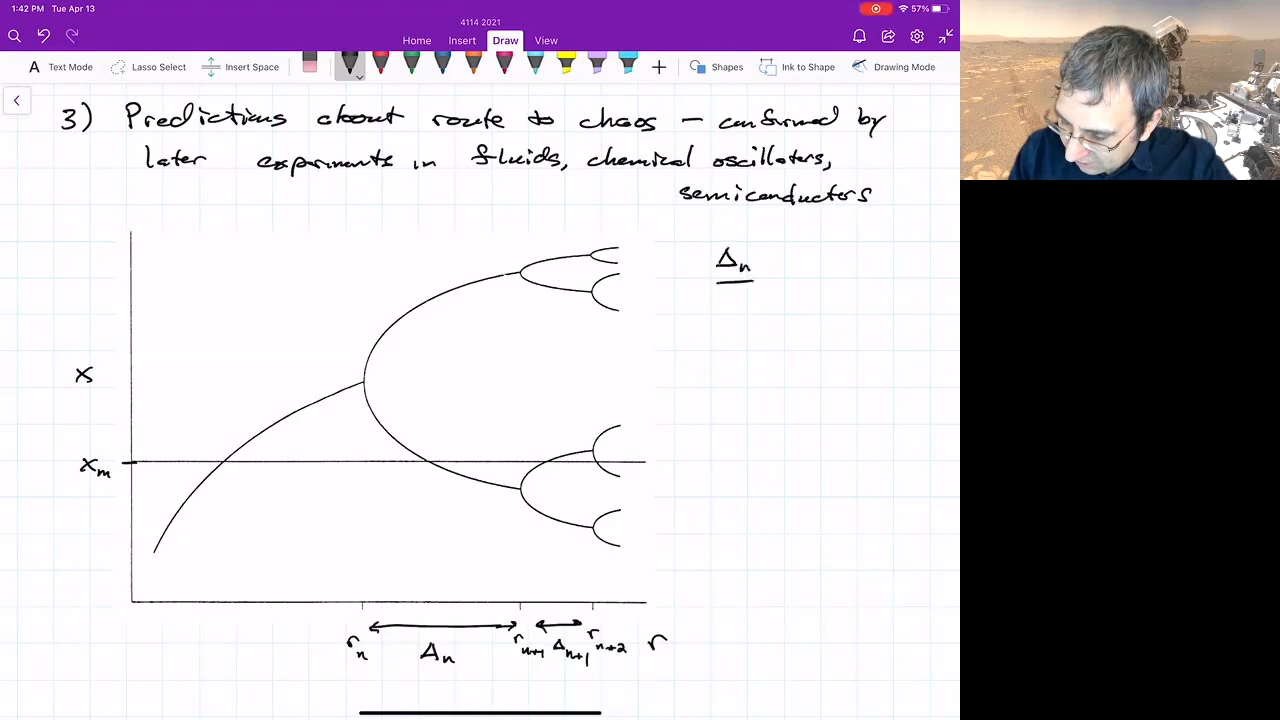 1:42 PM Tue Apr 13
57%
4114 2021
Home Insert Draw View
Text Mode Lasso Select Insert Space Shapes Ink to Shape Drawing Mode
3) Predictions about route to chaos – confirmed by
later experiments in fluids, chemical oscillators,
semiconductors
Δn
x
xm
rn Δn rn+1 Δn+1 rn+2 r